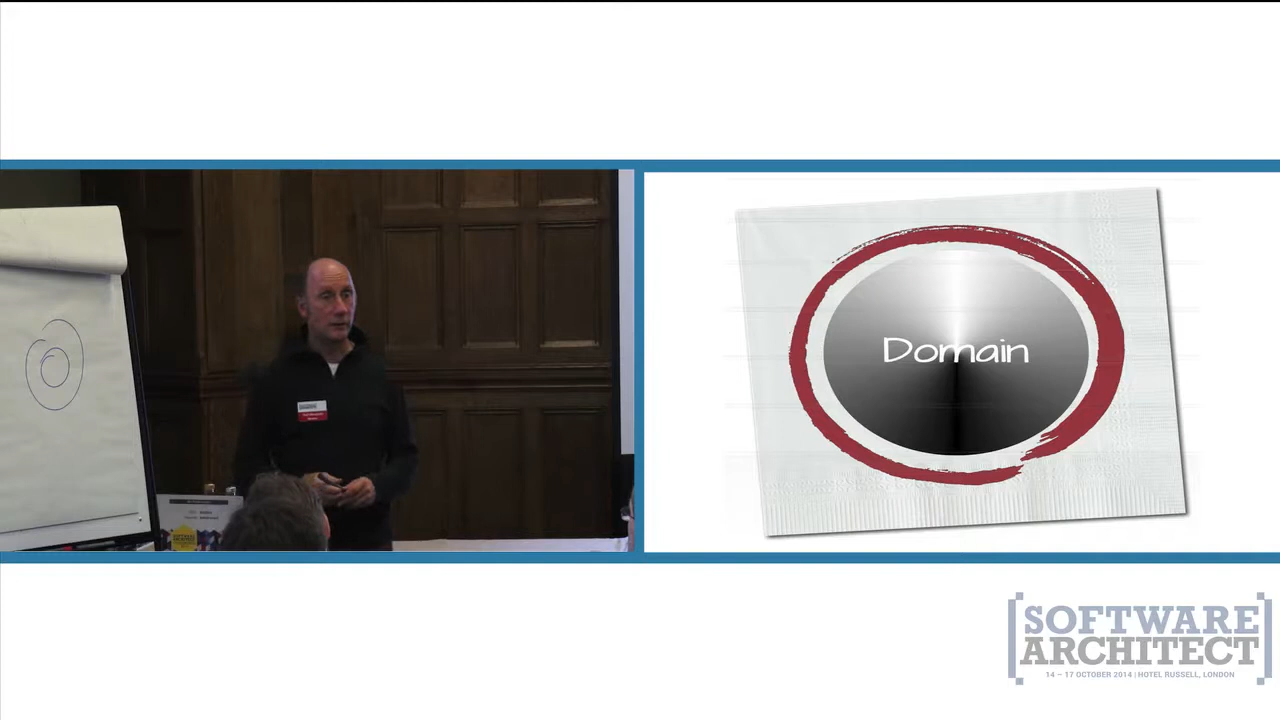 Domain
SOFTWARE
ARCHITECT
14 – 17 OCTOBER 2014 | HOTEL RUSSELL, LONDON